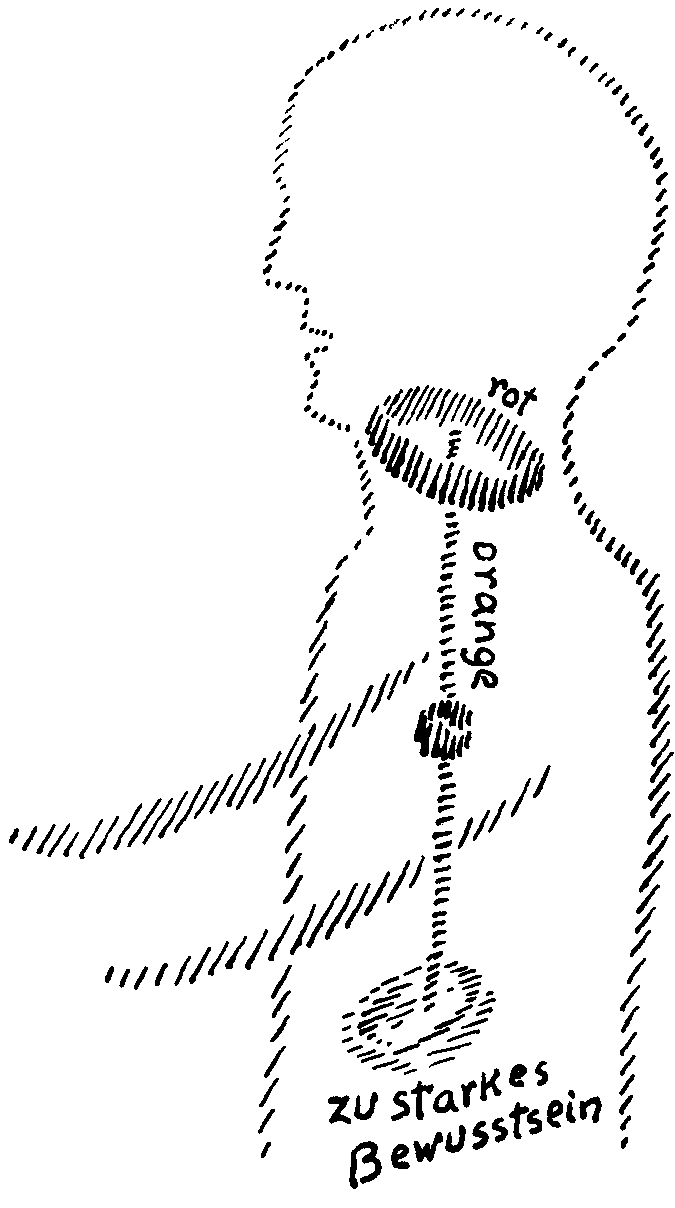 rot
orange
zu starkes
Bewusstsein